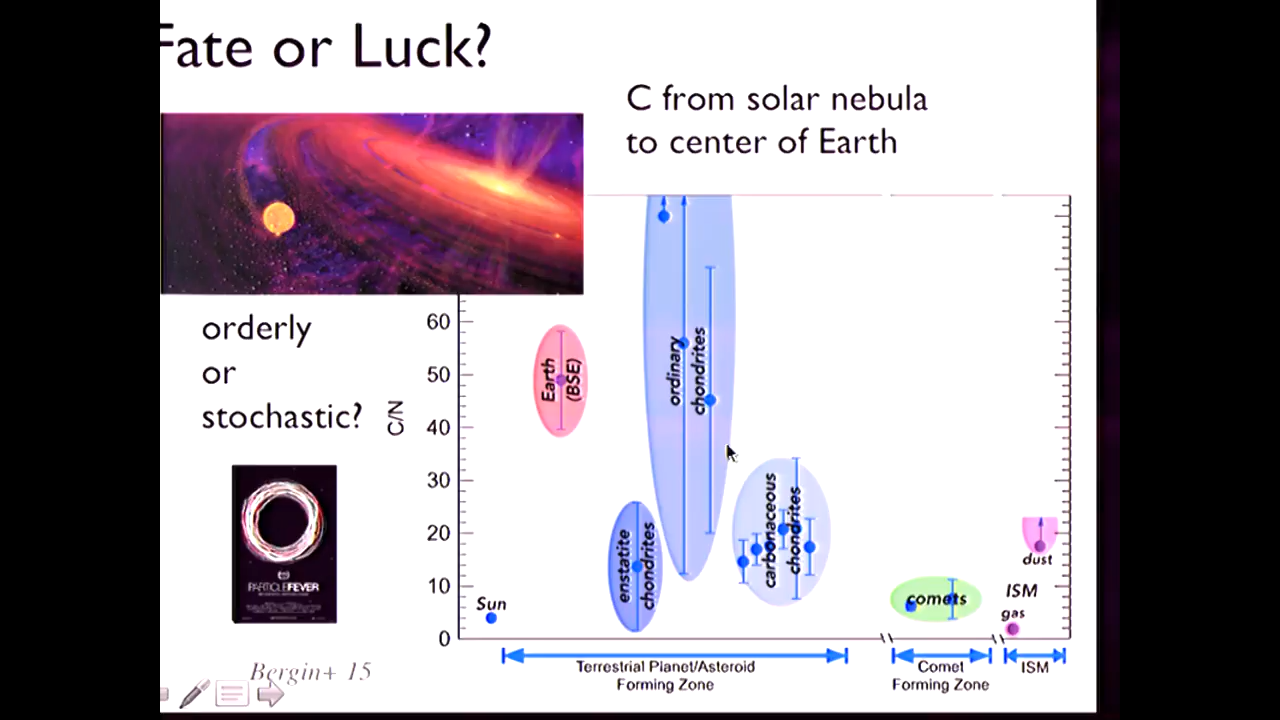 Fate or Luck?
C from solar nebula
to center of Earth
orderly
or
stochastic?
C/N
60
50
40
30
20
10
0
Earth
(BSE)
ordinary
chondrites
enstatite
chondrites
carbonaceous
chondrites
Sun
comets
dust
ISM
gas
Terrestrial Planet/Asteroid
Forming Zone
Comet
Forming Zone
ISM
PARTICLE FEVER
Bergin+ 15